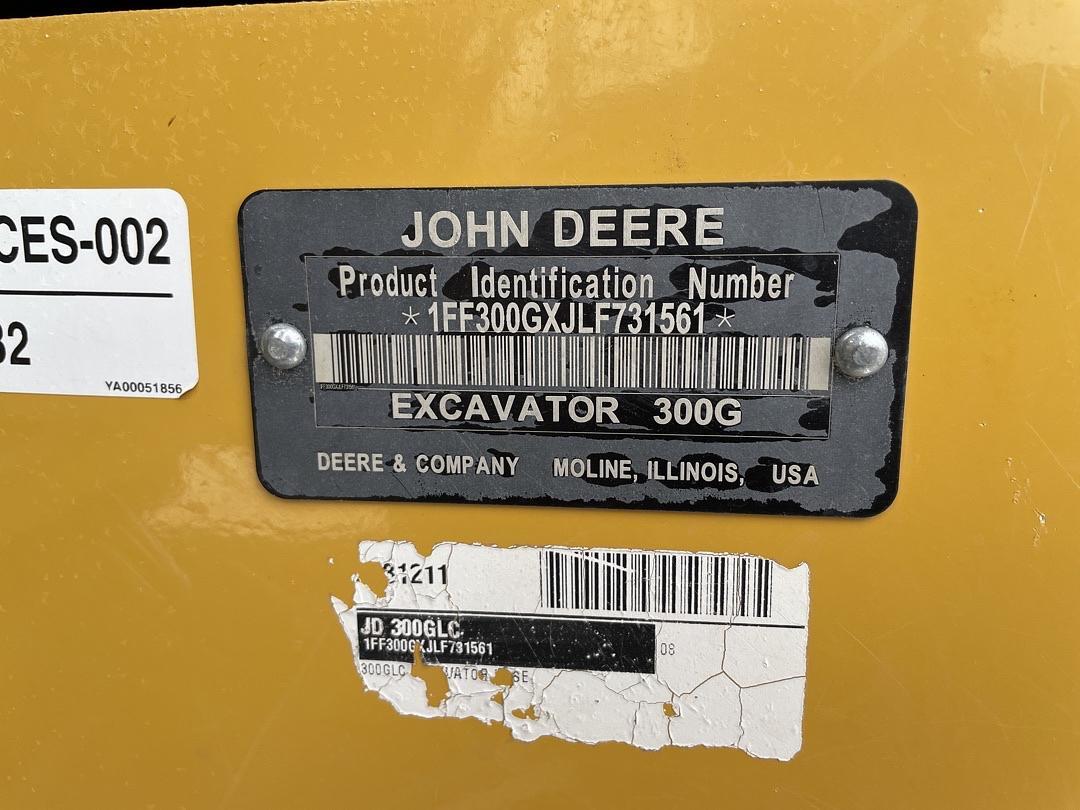 CES-002
32
YA00051856
JOHN DEERE
Product Identification Number
*1FF300GXJLF731561*
1FF300GXJLF731561
EXCAVATOR 300G
DEERE & COMPANY MOLINE, ILLINOIS, USA
31211
JD 300GLC
1FF300GXJLF731561
08
300GLC